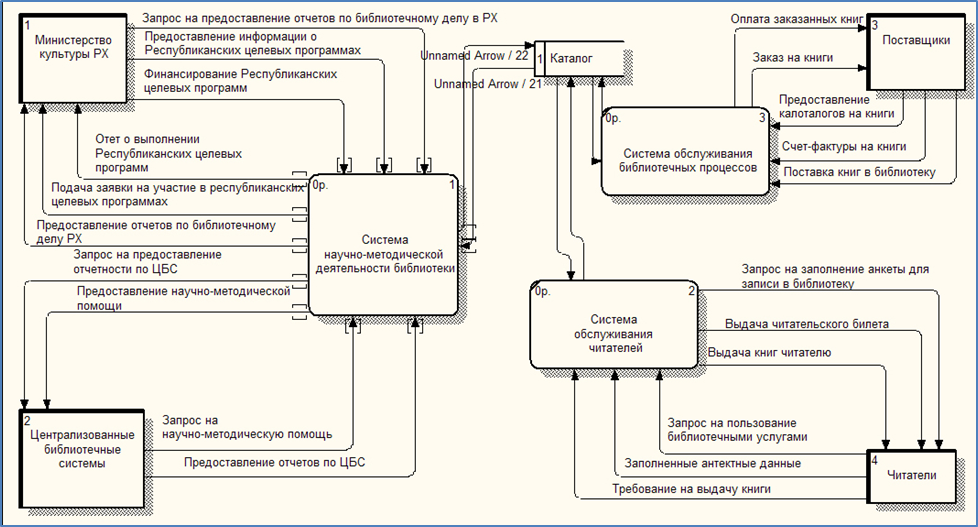 1
Министерство
культуры РХ
Запрос на предоставление отчетов по библиотечному делу в РХ
Предоставление информации о
Республиканских целевых программах
Финансирование Республиканских
целевых программ
Отет о выполнении
Республиканских целевых
программ
Подача заявки на участие в республиканских
целевых программах
Предоставление отчетов по библиотечному
делу РХ
Запрос на предоставление
отчетности по ЦБС
Предоставление научно-методической
помощи
0р.
1
Система
научно-методической
деятельности библиотеки
2
Централизованные
библиотечные
системы
Запрос на
научно-методическую помощь
Предоставление отчетов по ЦБС
Unnamed Arrow / 22
Unnamed Arrow / 21
1
Каталог
Оплата заказанных книг
Заказ на книги
3
Поставщики
0р.
3
Система обслуживания
библиотечных процессов
Предоставление
калоталогов на книги
Счет-фактуры на книги
Поставка книг в библиотеку
0р.
2
Система
обслуживания
читателей
Запрос на заполнение анкеты для
записи в библиотеку
Выдача читательского билета
Выдача книг читателю
Запрос на пользование
библиотечными услугами
Заполненные антектные данные
Требование на выдачу книги
4
Читатели